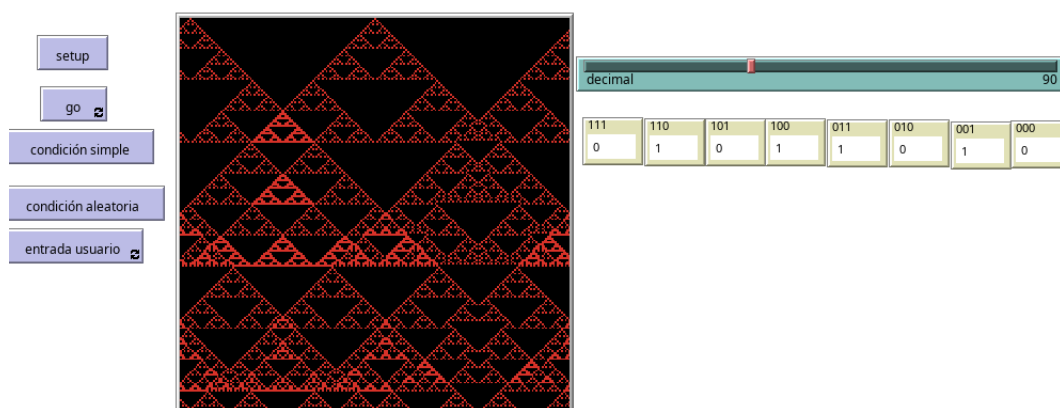 setup
go
condición simple
condición aleatoria
entrada usuario
decimal 90
111 110 101 100 011 010 001 000
0 1 0 1 1 0 1 0